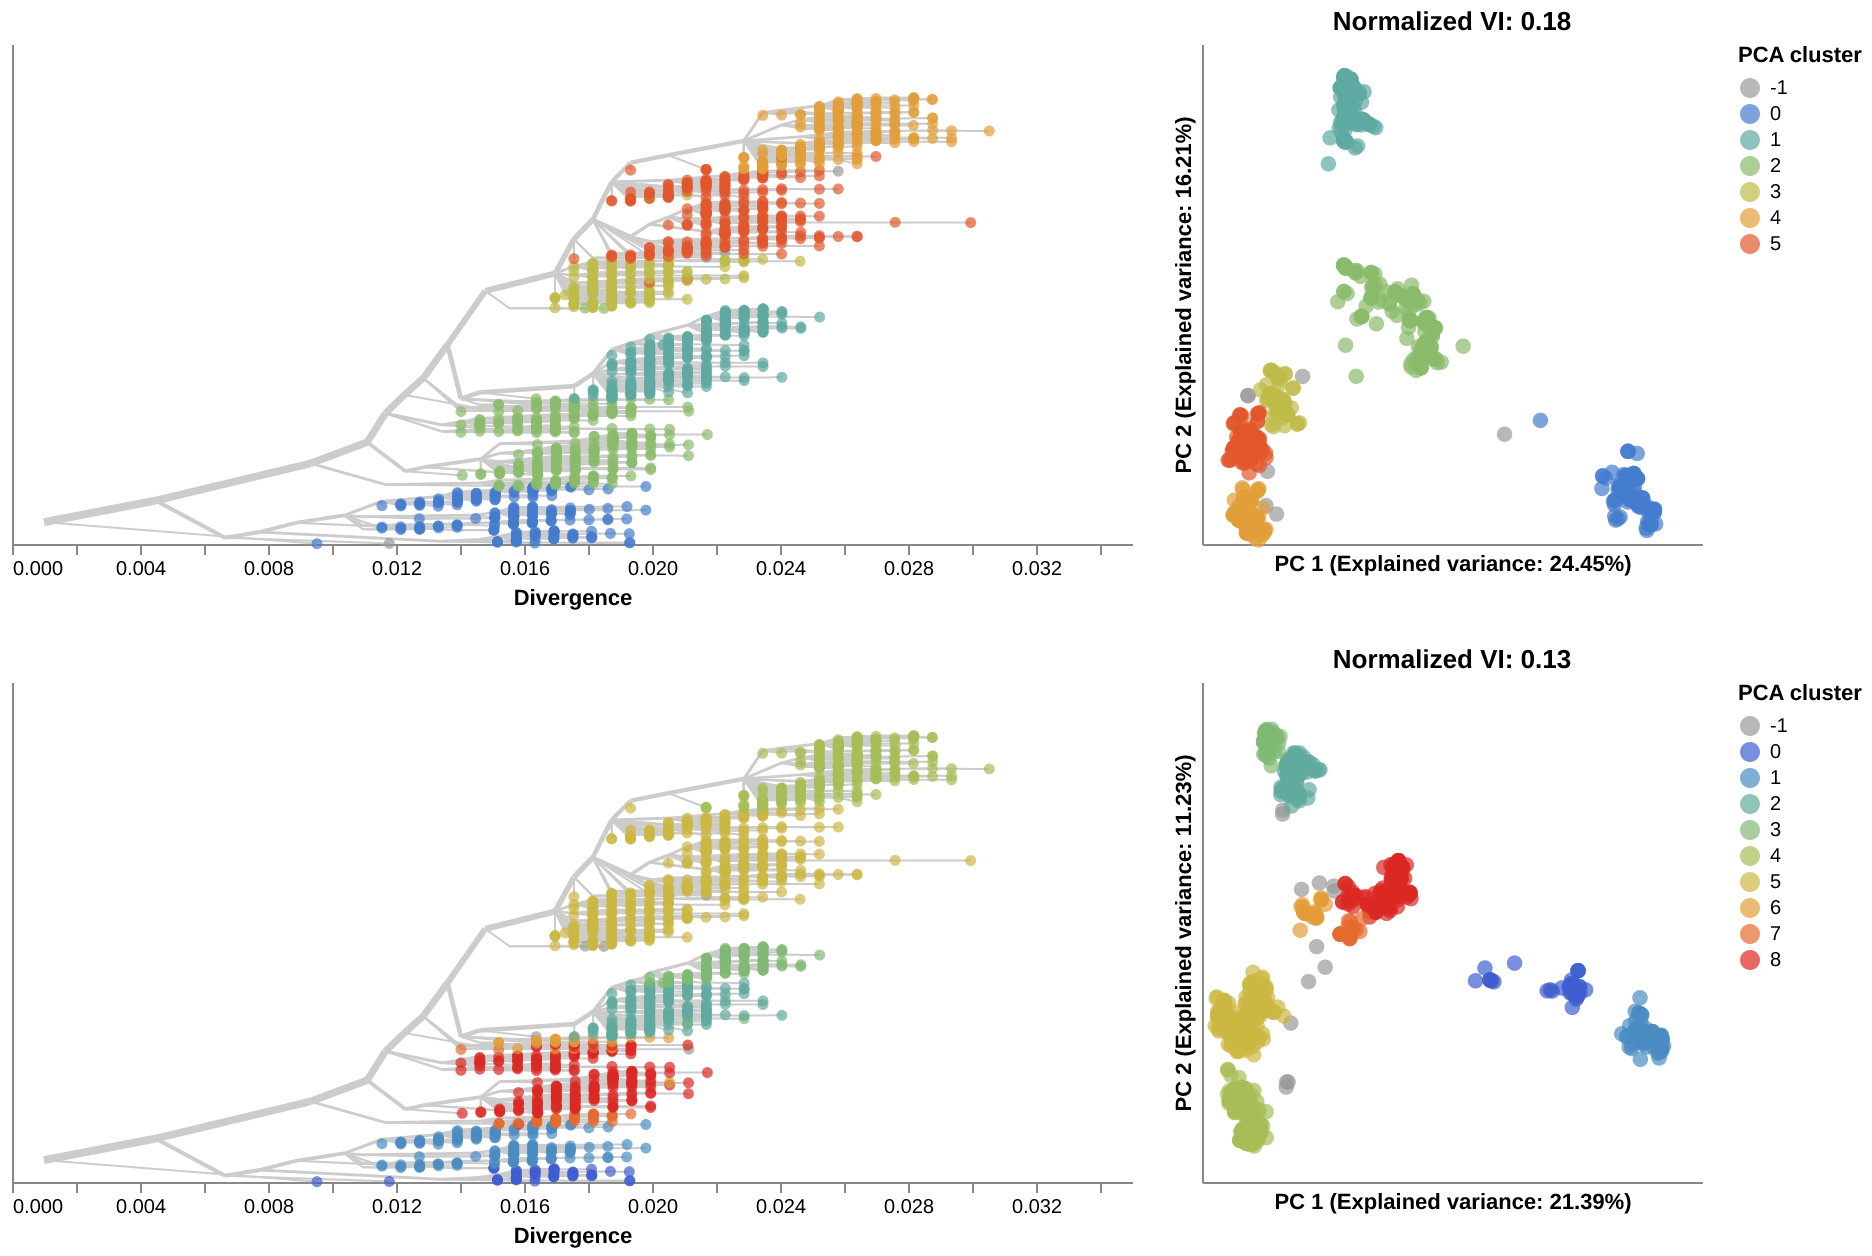 Normalized VI: 0.18
PCA cluster
-1
0
1
2
3
4
5
PC 2 (Explained variance: 16.21%)
0.000 0.004 0.008 0.012 0.016 0.020 0.024 0.028 0.032
Divergence
PC 1 (Explained variance: 24.45%)
Normalized VI: 0.13
PCA cluster
-1
0
1
2
3
4
5
6
7
8
PC 2 (Explained variance: 11.23%)
0.000 0.004 0.008 0.012 0.016 0.020 0.024 0.028 0.032
Divergence
PC 1 (Explained variance: 21.39%)